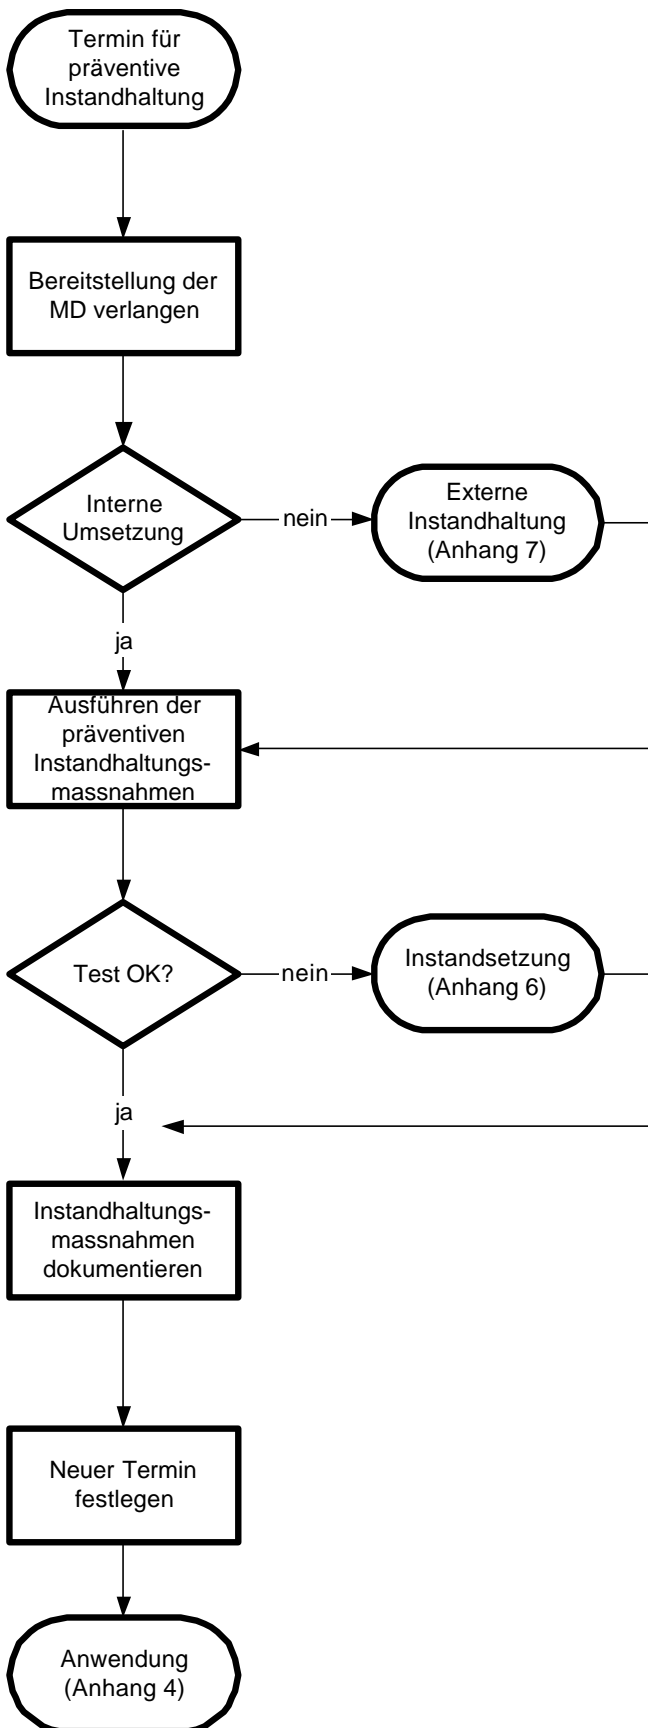 Termin für
präventive
Instandhaltung
Bereitstellung der
MD verlangen
Interne
Umsetzung
nein
Externe
Instandhaltung
(Anhang 7)
ja
Ausführen der
präventiven
Instandhaltungs-
massnahmen
Test OK?
nein
Instandsetzung
(Anhang 6)
ja
Instandhaltungs-
massnahmen
dokumentieren
Neuer Termin
festlegen
Anwendung
(Anhang 4)